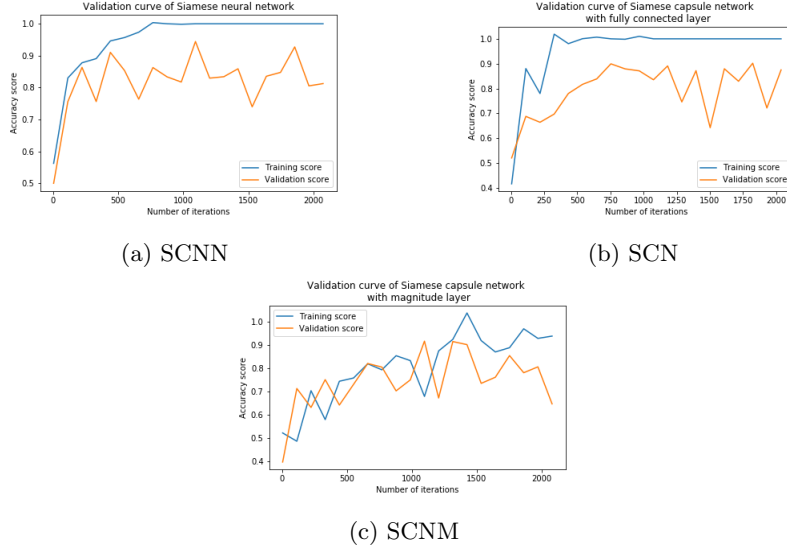 Validation curve of Siamese neural network
1.0
0.9
0.8
0.7
0.6
0.5
Accuracy score
Training score
Validation score
0
500
1000
1500
2000
Number of iterations
(a) SCNN
Validation curve of Siamese capsule network
with fully connected layer
1.0
0.9
0.8
0.7
0.6
0.5
0.4
Accuracy score
Training score
Validation score
0
250
500
750
1000
1250
1500
1750
2000
Number of iterations
(b) SCN
Validation curve of Siamese capsule network
with magnitude layer
Training score
Validation score
1.0
0.9
0.8
0.7
0.6
0.5
0.4
Accuracy score
0
500
1000
1500
2000
Number of iterations
(c) SCNM